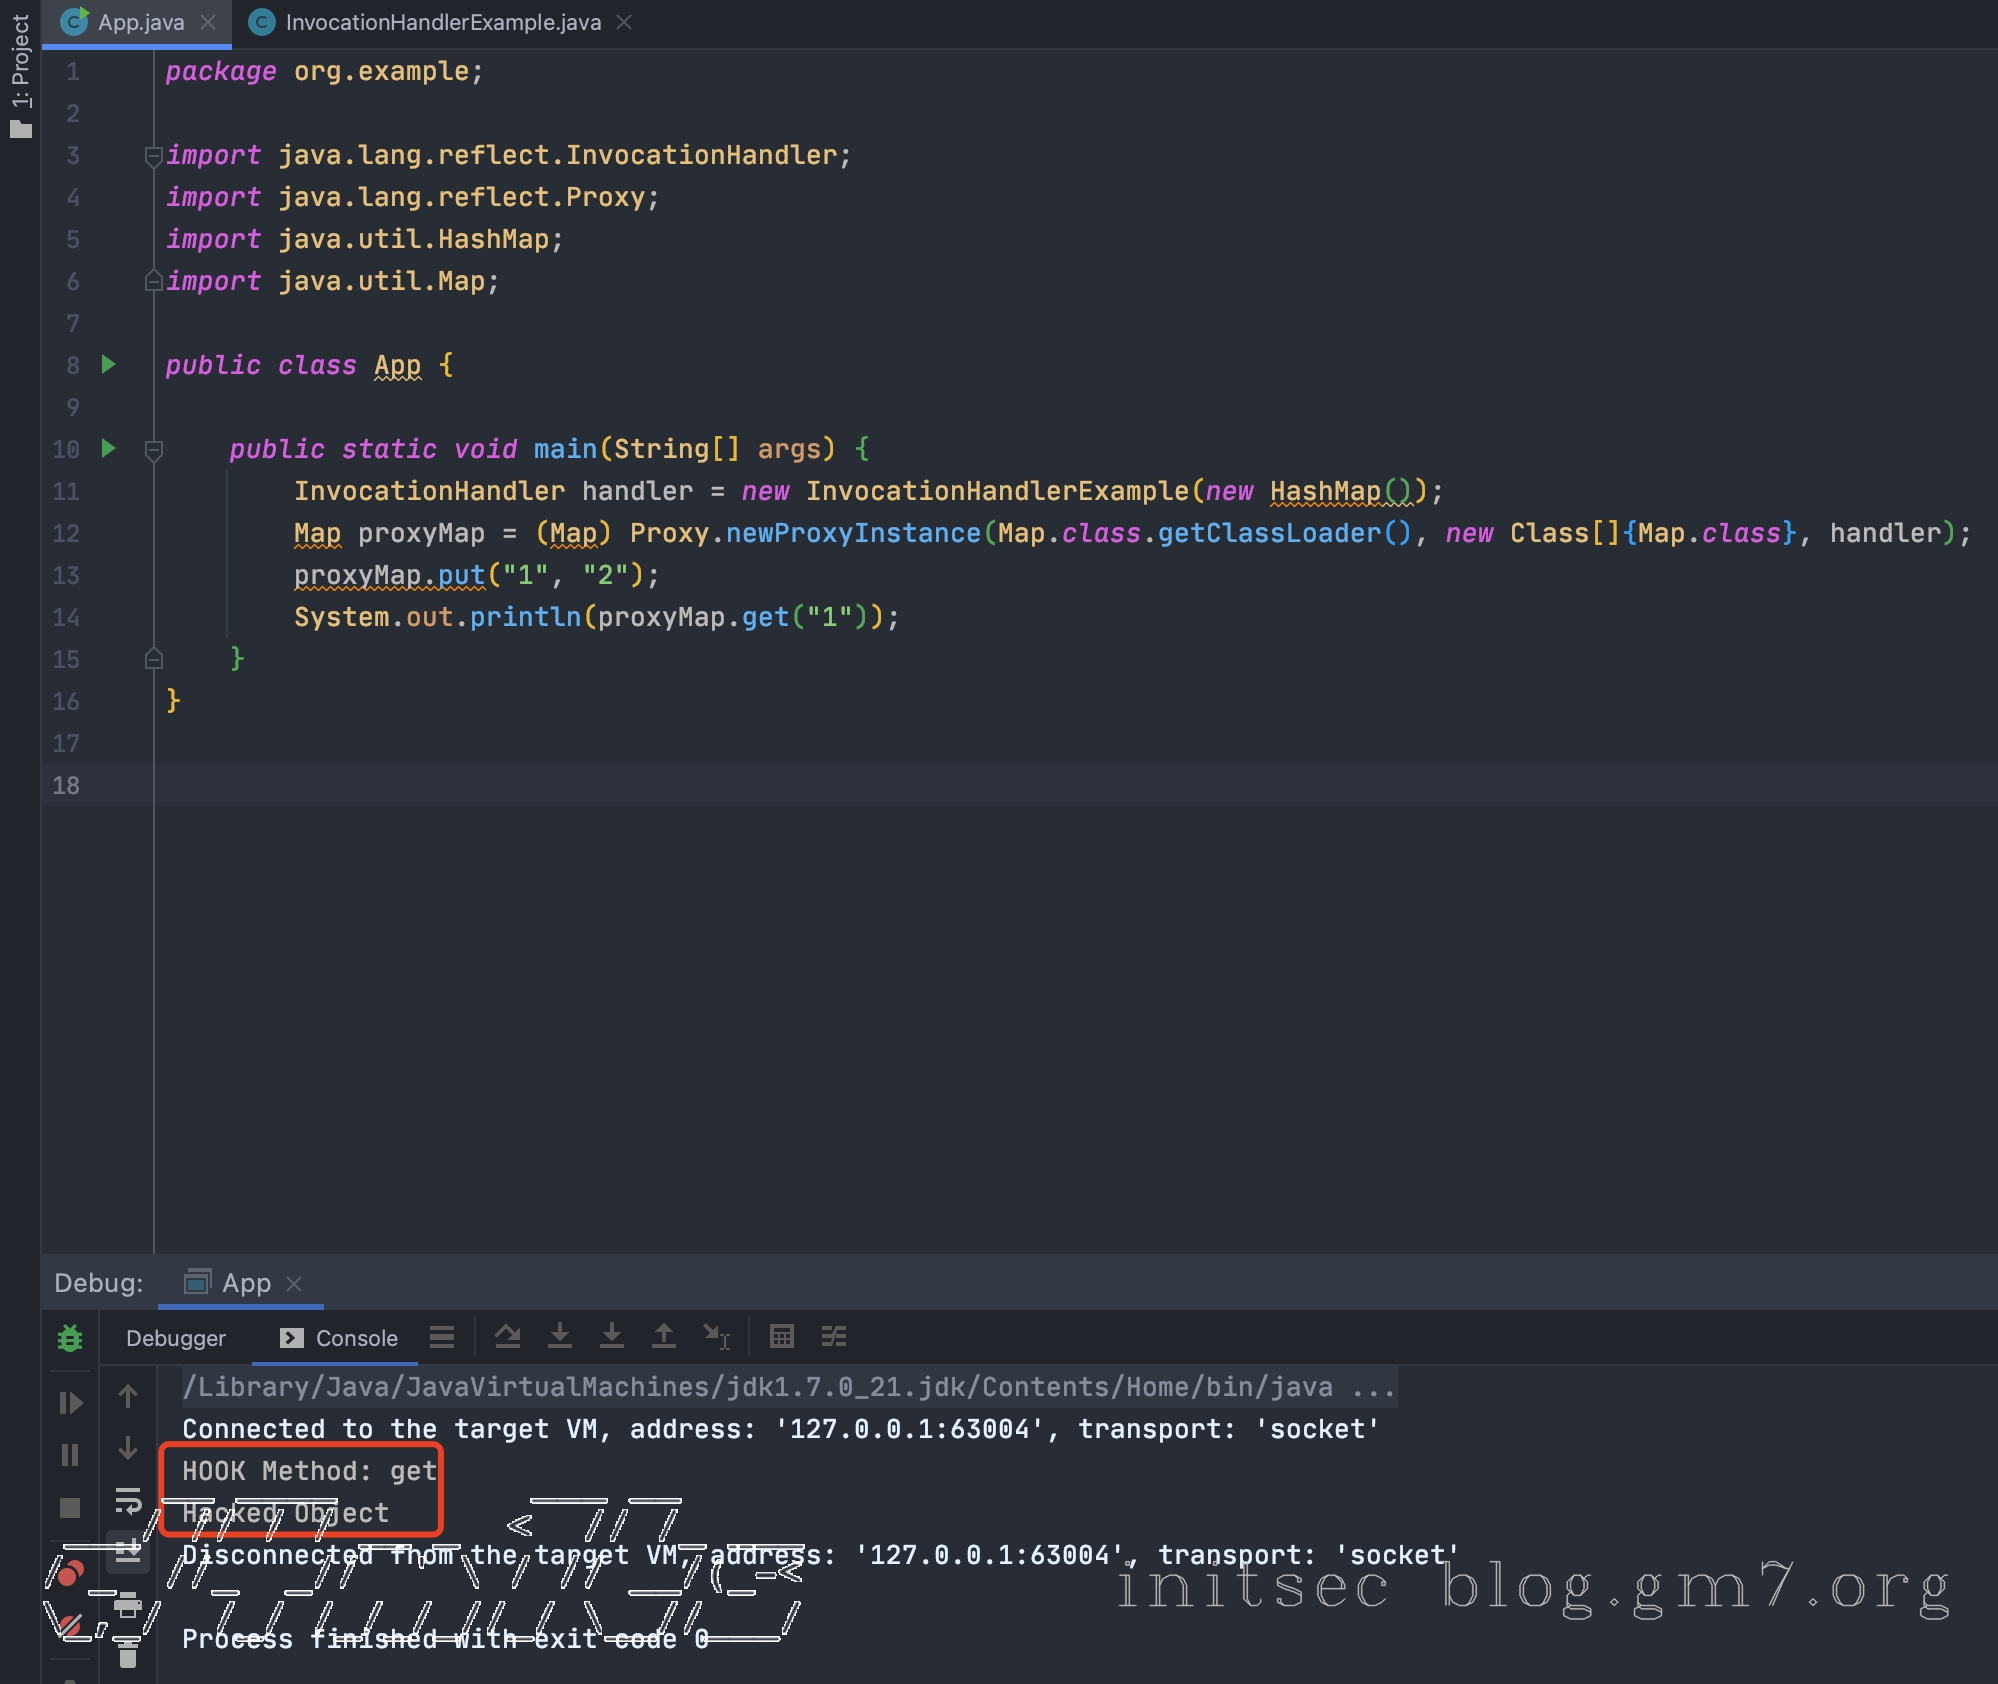 App.java
InvocationHandlerExample.java
1: Project
1 package org.example;
2
3 import java.lang.reflect.InvocationHandler;
4 import java.lang.reflect.Proxy;
5 import java.util.HashMap;
6 import java.util.Map;
7
8 public class App {
9
10 public static void main(String[] args) {
11 InvocationHandler handler = new InvocationHandlerExample(new HashMap());
12 Map proxyMap = (Map) Proxy.newProxyInstance(Map.class.getClassLoader(), new Class[]{Map.class}, handler);
13 proxyMap.put("1", "2");
14 System.out.println(proxyMap.get("1"));
15 }
16 }
17
18
Debug: App
Debugger Console
/Library/Java/JavaVirtualMachines/jdk1.7.0_21.jdk/Contents/Home/bin/java ...
Connected to the target VM, address: '127.0.0.1:63004', transport: 'socket'
HOOK Method: get
Hacked Object
Disconnected from the target VM, address: '127.0.0.1:63004', transport: 'socket'
initsec blog.gm7.org
Process finished with exit code 0